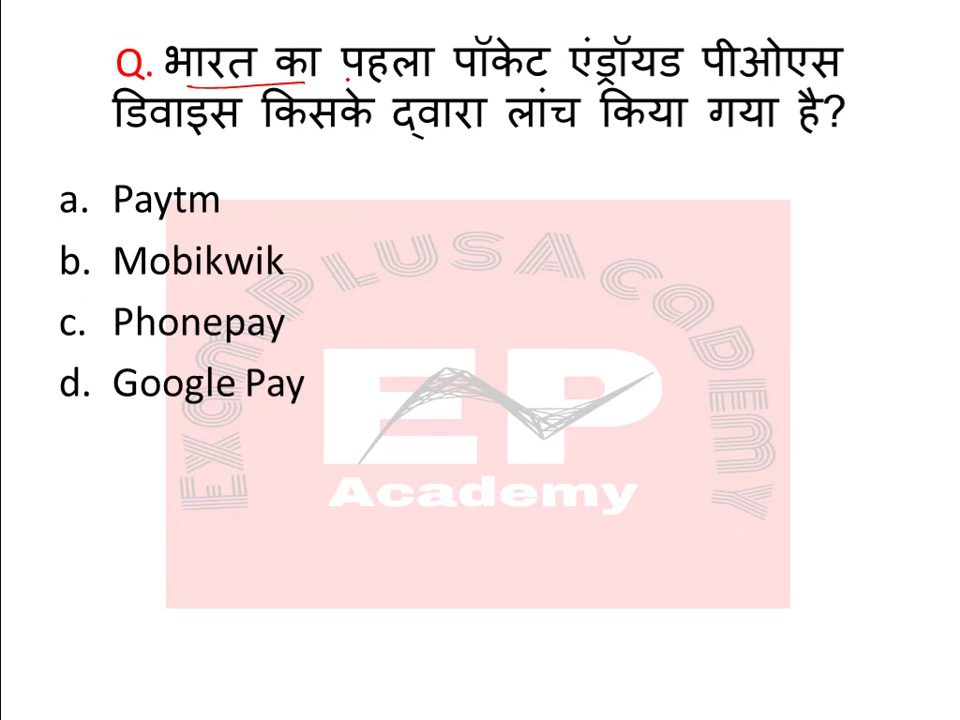 Q. भारत का पहला पॉकेट एंड्रॉयड पीओएस
डिवाइस किसके द्वारा लांच किया गया है?
a. Paytm
b. Mobikwik
c. Phonepay
d. Google Pay
EXAMPLUSACADEMY
EP
Academy